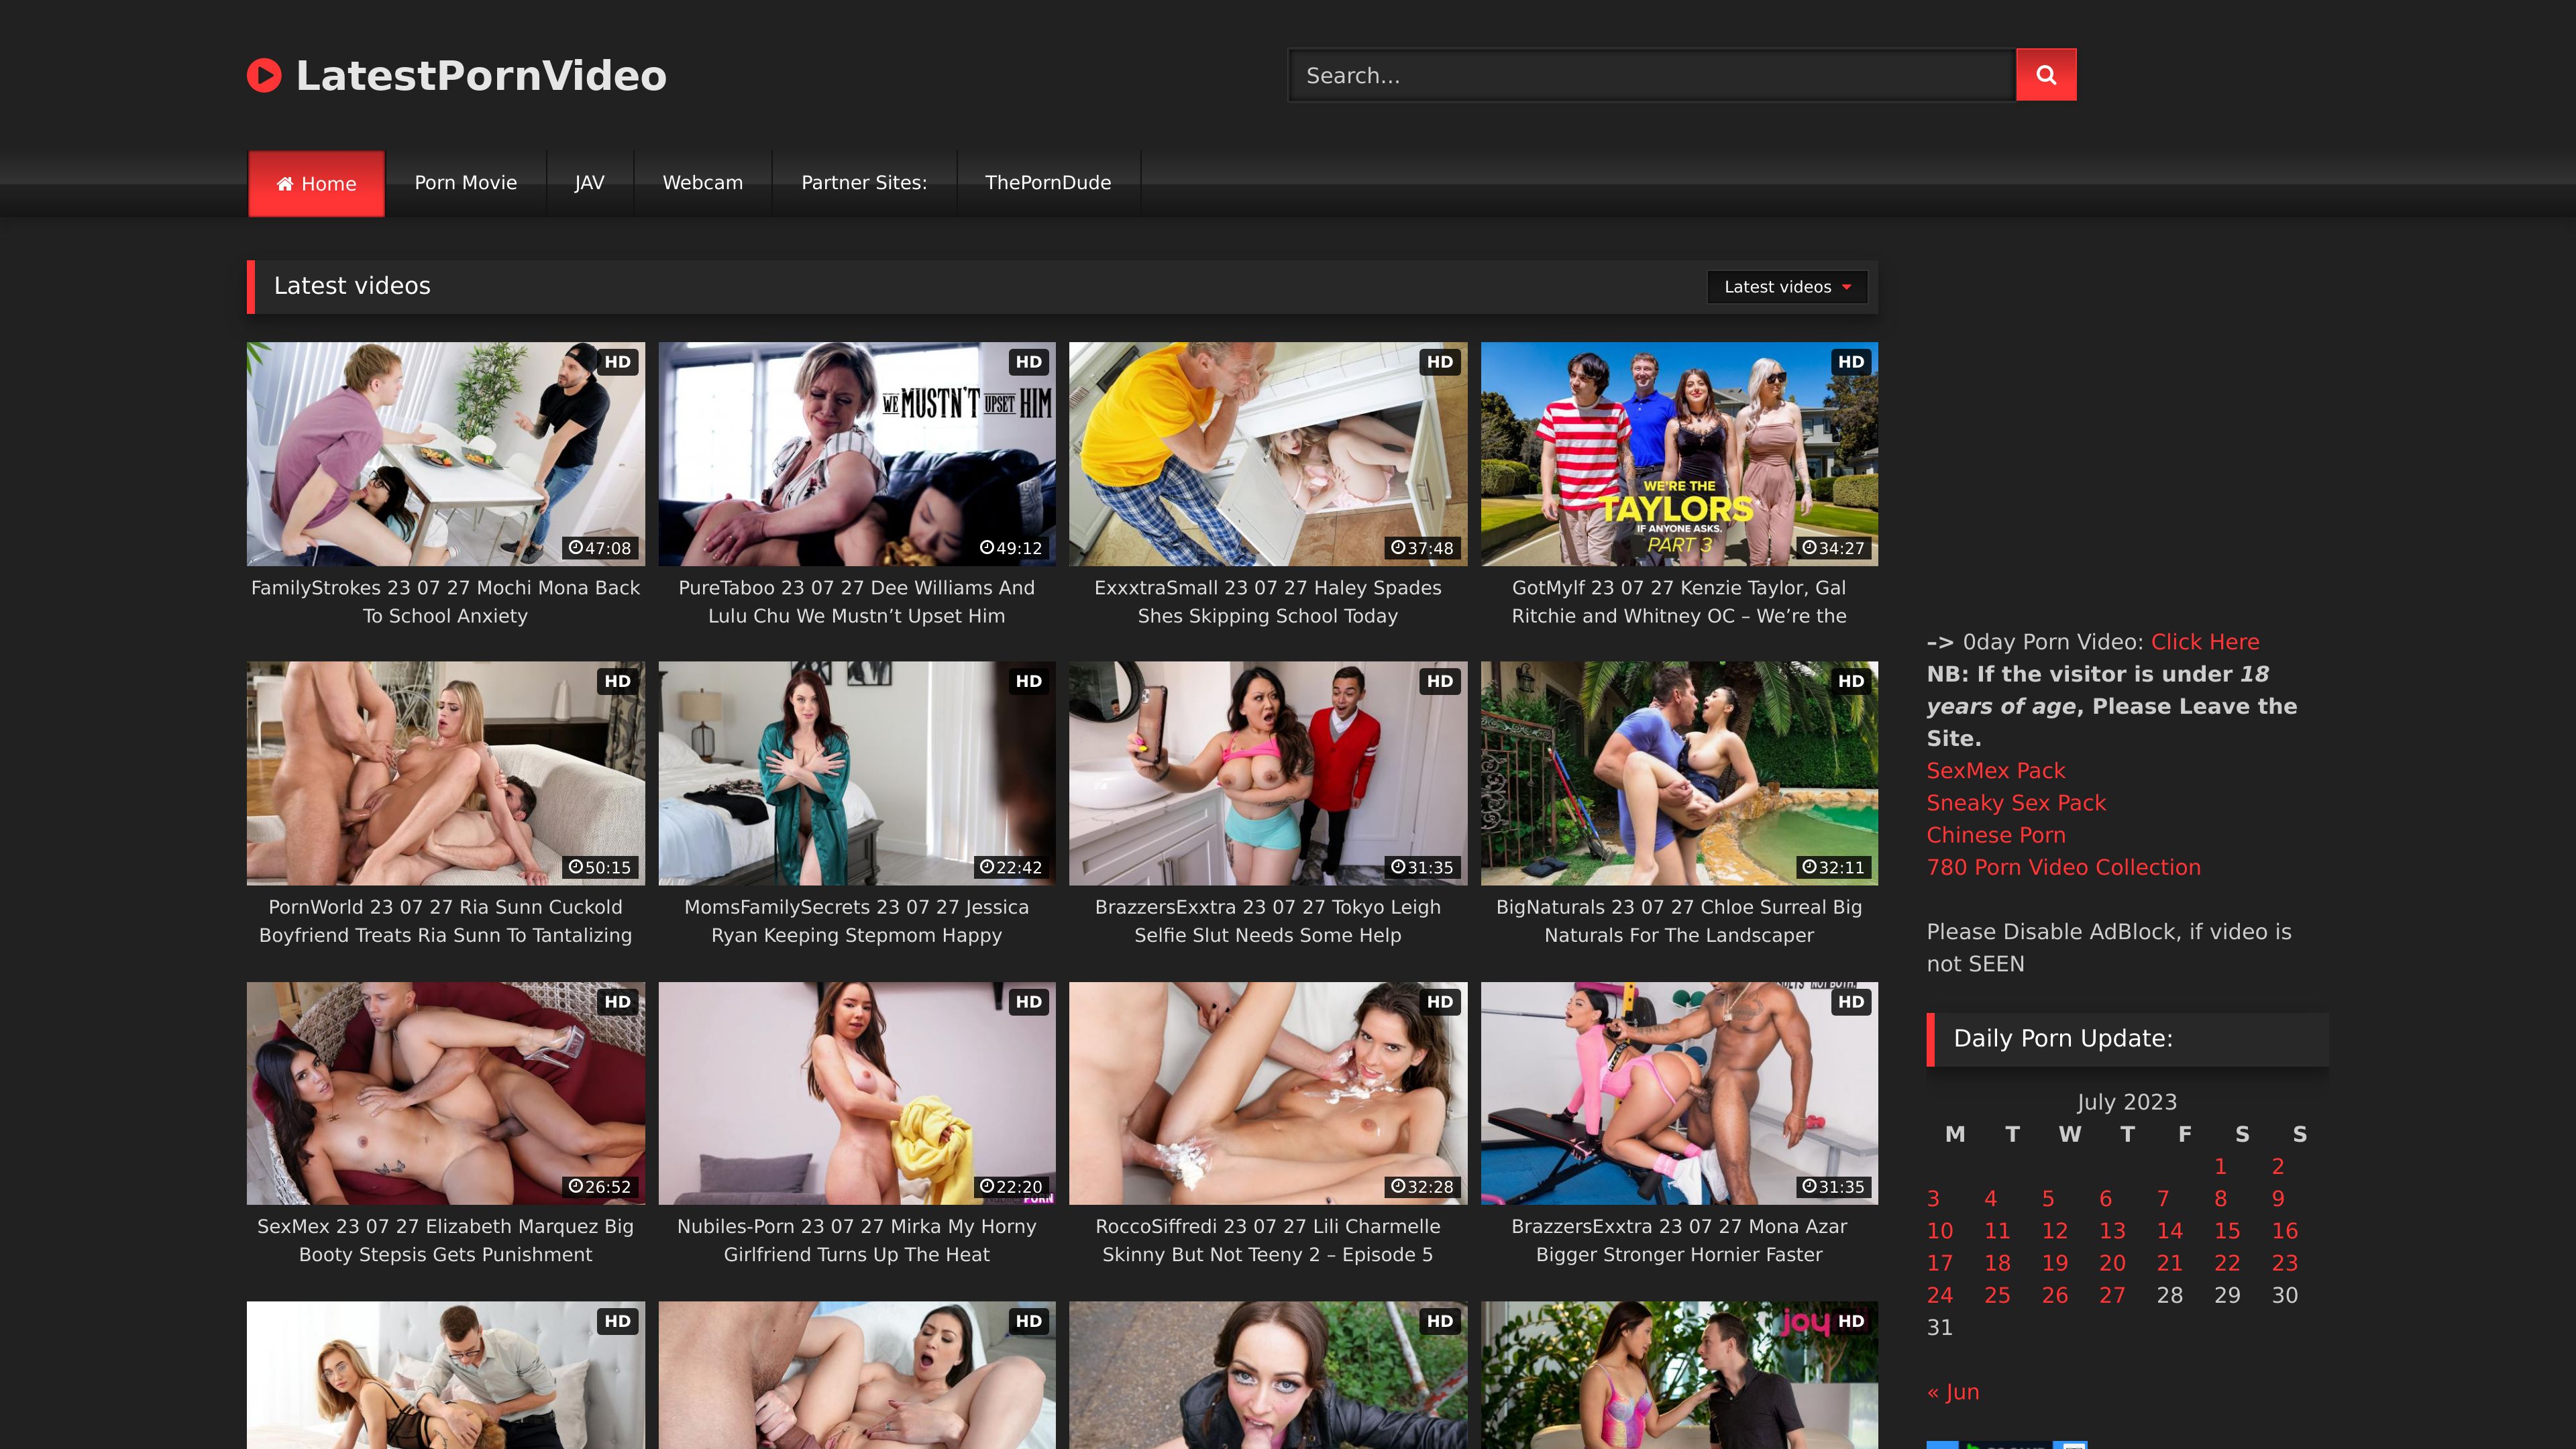 LatestPornVideo
Search...
Home
Porn Movie
JAV
Webcam
Partner Sites:
ThePornDude
Latest videos
Latest videos
HD
47:08
FamilyStrokes 23 07 27 Mochi Mona Back
To School Anxiety
WE MUSTN'T UPSET HIM
HD
49:12
PureTaboo 23 07 27 Dee Williams And
Lulu Chu We Mustn’t Upset Him
HD
37:48
ExxxtraSmall 23 07 27 Haley Spades
Shes Skipping School Today
HD
WE'RE THE
TAYLORS
IF ANYONE ASKS.
PART 3
34:27
GotMylf 23 07 27 Kenzie Taylor, Gal
Ritchie and Whitney OC – We’re the
HD
50:15
PornWorld 23 07 27 Ria Sunn Cuckold
Boyfriend Treats Ria Sunn To Tantalizing
HD
22:42
MomsFamilySecrets 23 07 27 Jessica
Ryan Keeping Stepmom Happy
HD
31:35
BrazzersExxtra 23 07 27 Tokyo Leigh
Selfie Slut Needs Some Help
HD
32:11
BigNaturals 23 07 27 Chloe Surreal Big
Naturals For The Landscaper
HD
26:52
SexMex 23 07 27 Elizabeth Marquez Big
Booty Stepsis Gets Punishment
HD
22:20
PORN
Nubiles-Porn 23 07 27 Mirka My Horny
Girlfriend Turns Up The Heat
HD
32:28
RoccoSiffredi 23 07 27 Lili Charmelle
Skinny But Not Teeny 2 – Episode 5
HD
31:35
BrazzersExxtra 23 07 27 Mona Azar
Bigger Stronger Hornier Faster
HD
HD
HD
joy
HD
–> 0day Porn Video: Click Here
NB: If the visitor is under 18
years of age, Please Leave the
Site.
SexMex Pack
Sneaky Sex Pack
Chinese Porn
780 Porn Video Collection
Please Disable AdBlock, if video is
not SEEN
Daily Porn Update:
July 2023
M T W T F S S
1 2
3 4 5 6 7 8 9
10 11 12 13 14 15 16
17 18 19 20 21 22 23
24 25 26 27 28 29 30
31
« Jun